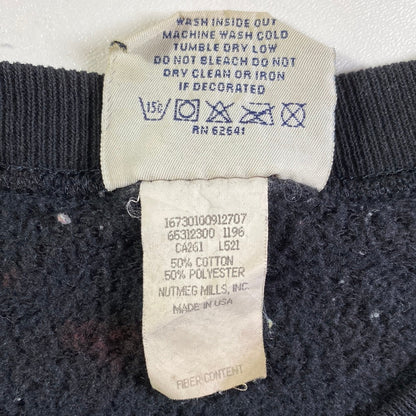 WASH INSIDE OUT
MACHINE WASH COLD
TUMBLE DRY LOW
DO NOT BLEACH DO NOT
DRY CLEAN OR IRON
IF DECORATED
RN 62641
16730100912707
65312300 1196
CA261 L521
50% COTTON
50% POLYESTER
NUTMEG MILLS, INC.
MADE IN USA
FIBER CONTENT